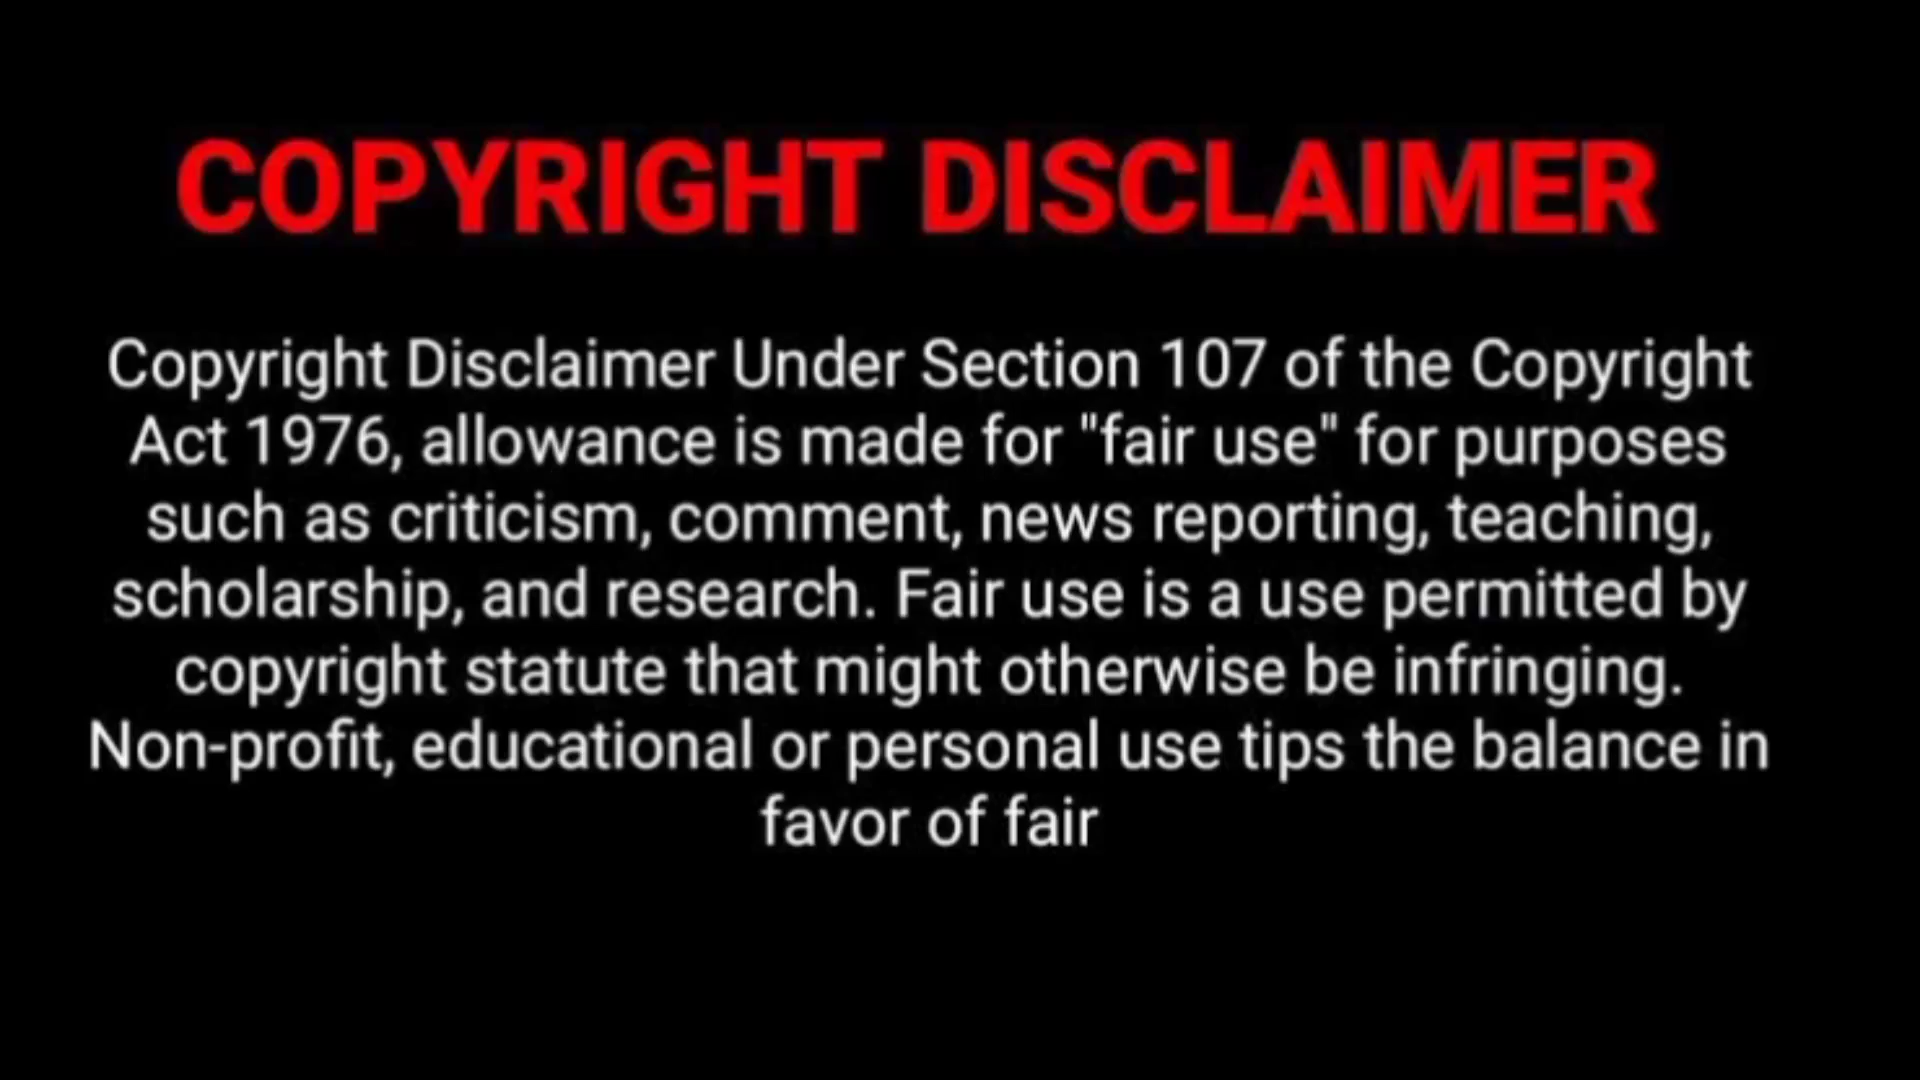 COPYRIGHT DISCLAIMER
Copyright Disclaimer Under Section 107 of the Copyright
Act 1976, allowance is made for "fair use" for purposes
such as criticism, comment, news reporting, teaching,
scholarship, and research. Fair use is a use permitted by
copyright statute that might otherwise be infringing.
Non-profit, educational or personal use tips the balance in
favor of fair